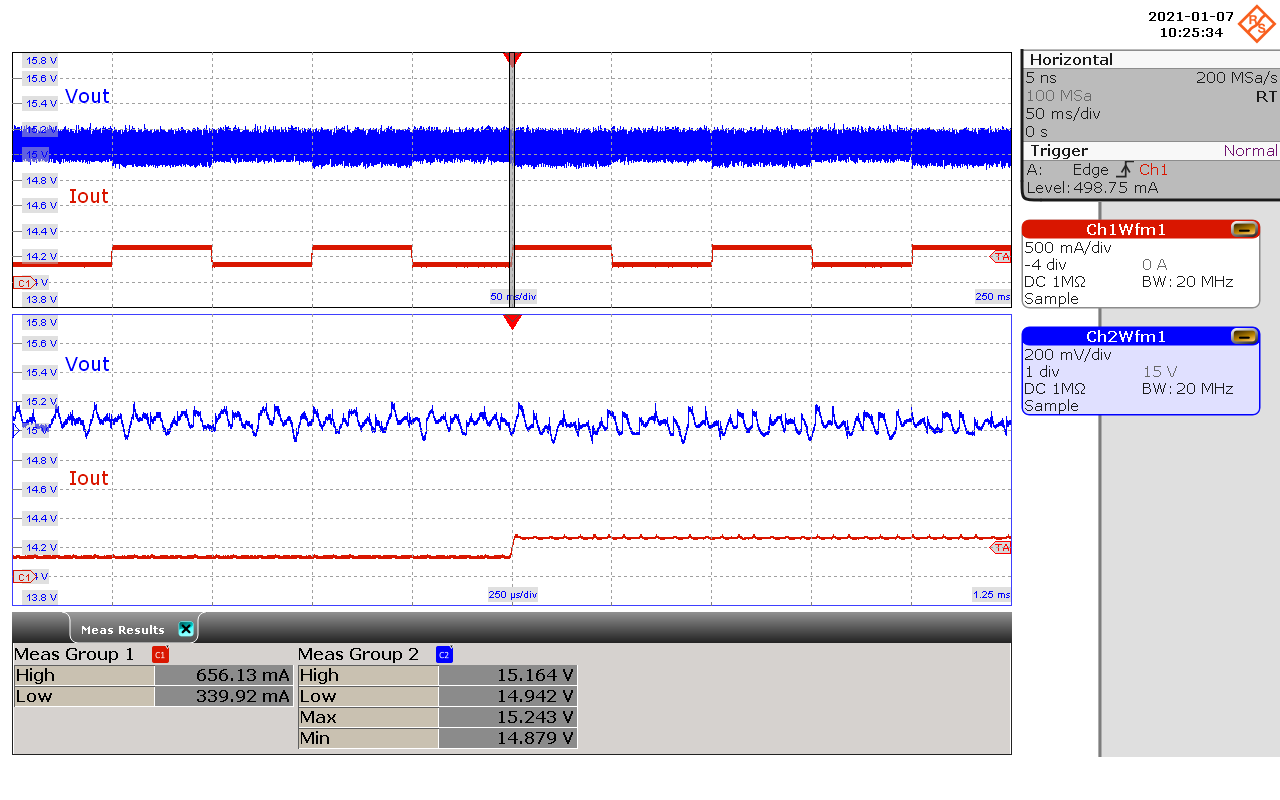 2021-01-07
10:25:34
R&S
Horizontal
5 ns 200 MSa/s
100 MSa RT
50 ms/div
0 s
Trigger Normal
A: Edge Ch1
Level: 498.75 mA
Ch1Wfm1
500 mA/div
-4 div 0 A
DC 1MΩ BW: 20 MHz
Sample
Ch2Wfm1
200 mV/div
1 div 15 V
DC 1MΩ BW: 20 MHz
Sample
15.8 V
15.6 V
Vout
15.4 V
15.2 V
15 V
14.8 V
Iout
14.6 V
14.4 V
14.2 V
TA
C1 V
13.8 V
50 ms/div
250 ms
15.8 V
15.6 V
Vout
15.4 V
15.2 V
15 V
14.8 V
Iout
14.6 V
14.4 V
14.2 V
TA
C1 V
13.8 V
250 µs/div
1.25 ms
Meas Results
Meas Group 1 C1
High 656.13 mA
Low 339.92 mA
Meas Group 2 C2
High 15.164 V
Low 14.942 V
Max 15.243 V
Min 14.879 V